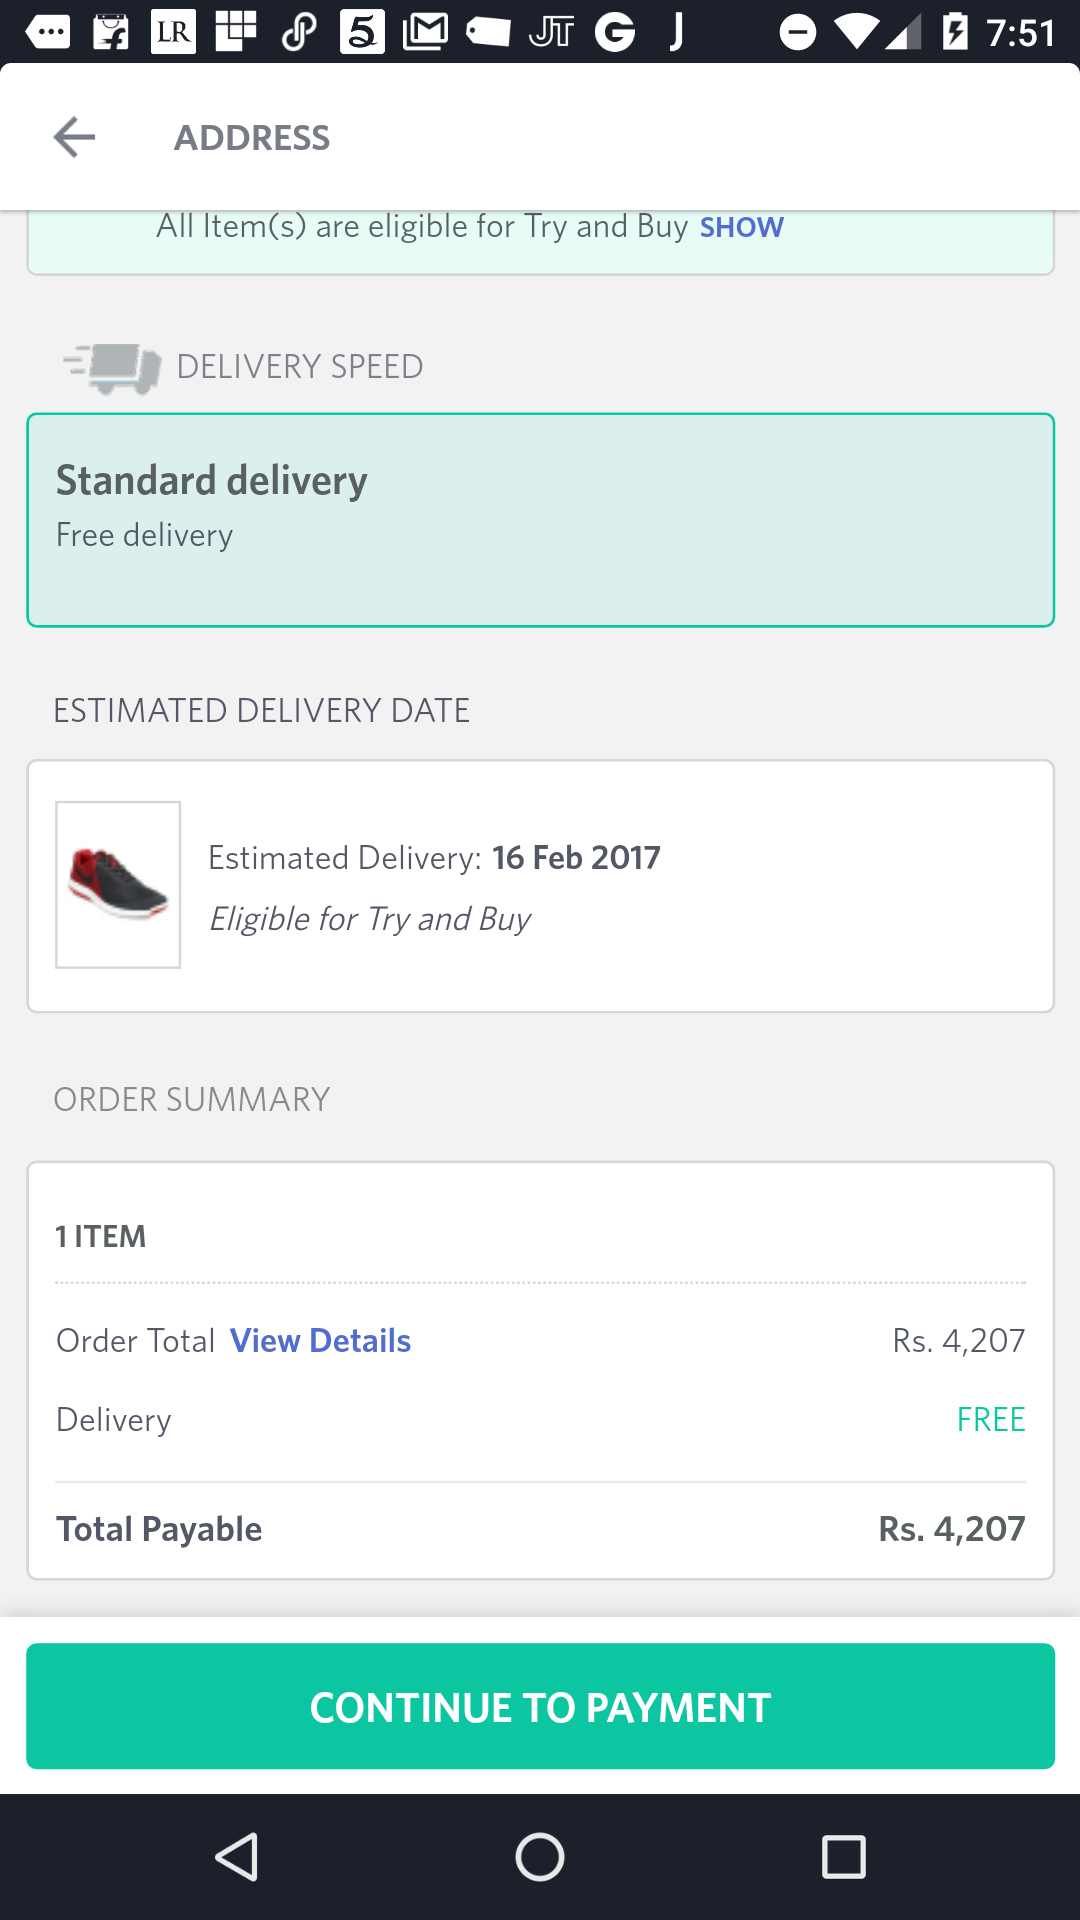 LR 5 M JT G J 7:51
ADDRESS
All Item(s) are eligible for Try and Buy SHOW
DELIVERY SPEED
Standard delivery
Free delivery
ESTIMATED DELIVERY DATE
Estimated Delivery: 16 Feb 2017
Eligible for Try and Buy
ORDER SUMMARY
1 ITEM
Order Total View Details Rs. 4,207
Delivery FREE
Total Payable Rs. 4,207
CONTINUE TO PAYMENT